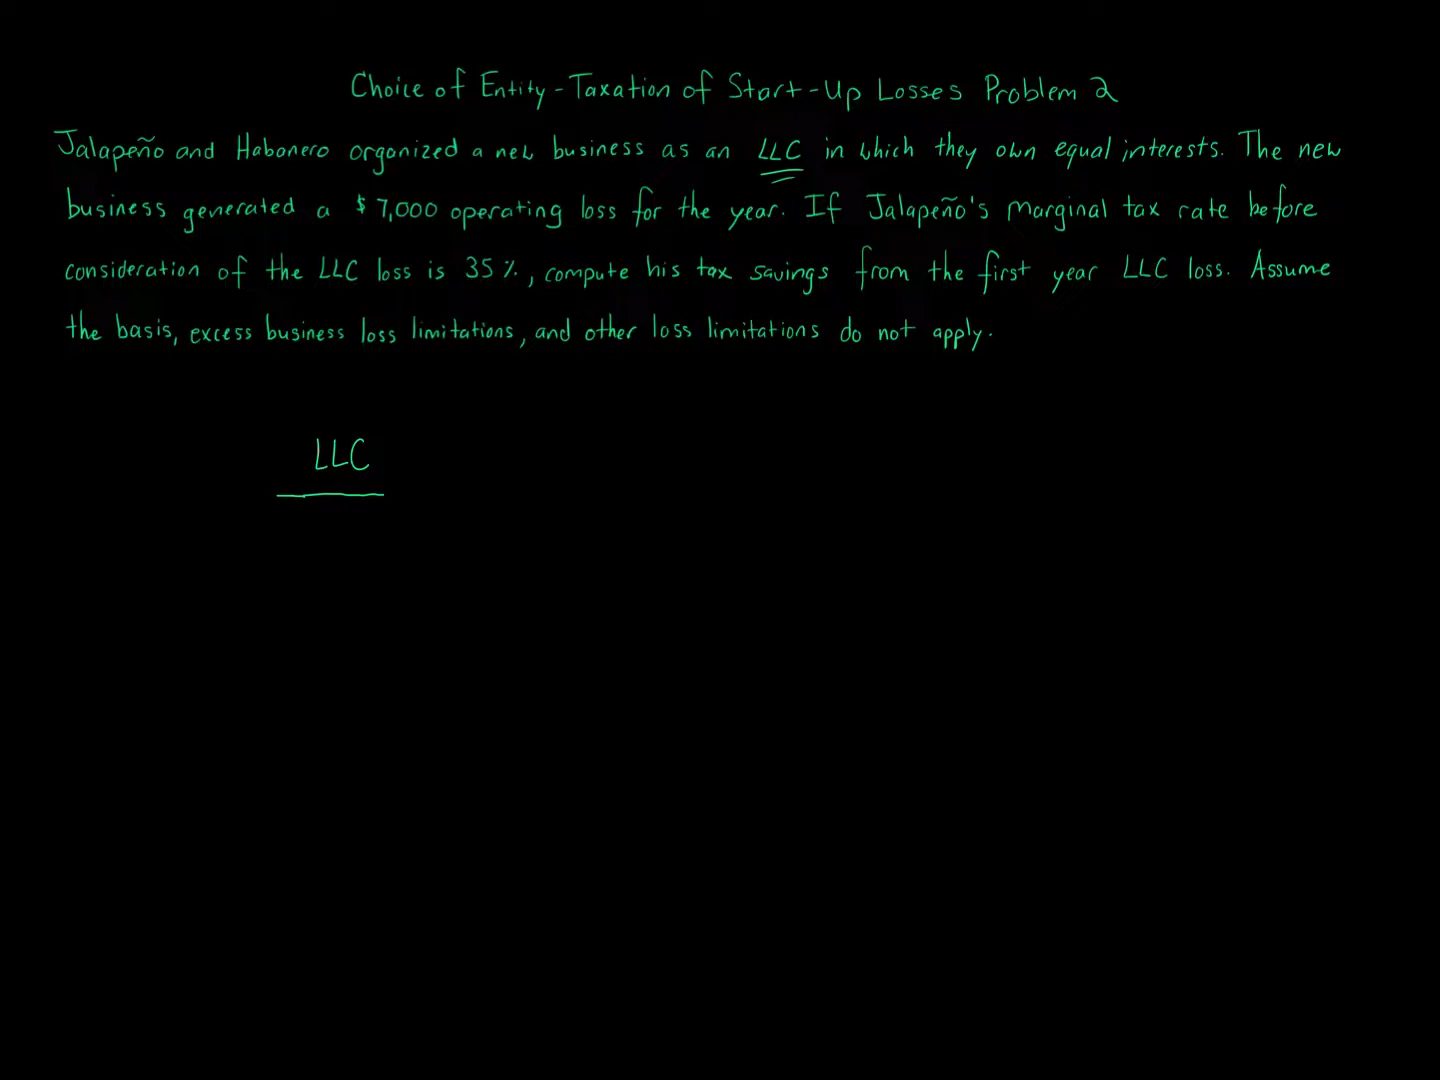 Choice of Entity-Taxation of Start-Up Losses Problem 2
Jalapeño and Habonero organized a new business as an LLC in which they own equal interests. The new
business generated a $7,000 operating loss for the year. If Jalapeño's marginal tax rate before
consideration of the LLC loss is 35%, compute his tax savings from the first year LLC loss. Assume
the basis, excess business loss limitations, and other loss limitations do not apply.
LLC